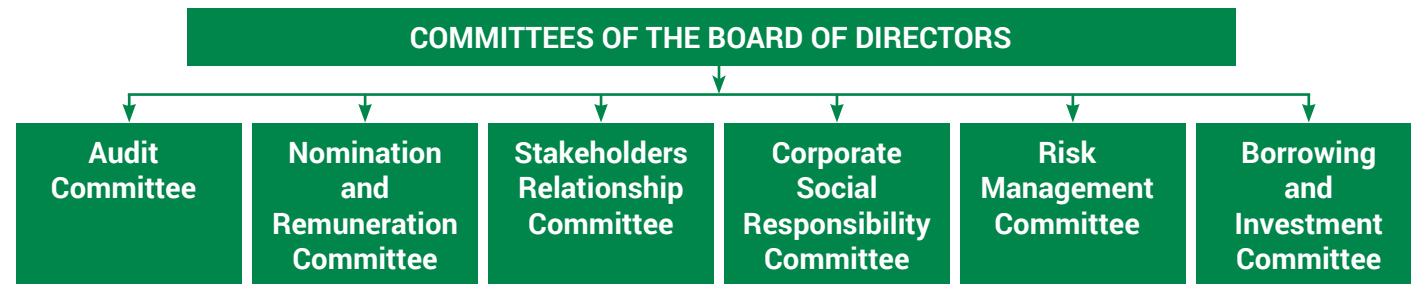 COMMITTEES OF THE BOARD OF DIRECTORS
Audit
Committee
Nomination
and
Remuneration
Committee
Stakeholders
Relationship
Committee
Corporate
Social
Responsibility
Committee
Risk
Management
Committee
Borrowing
and
Investment
Committee